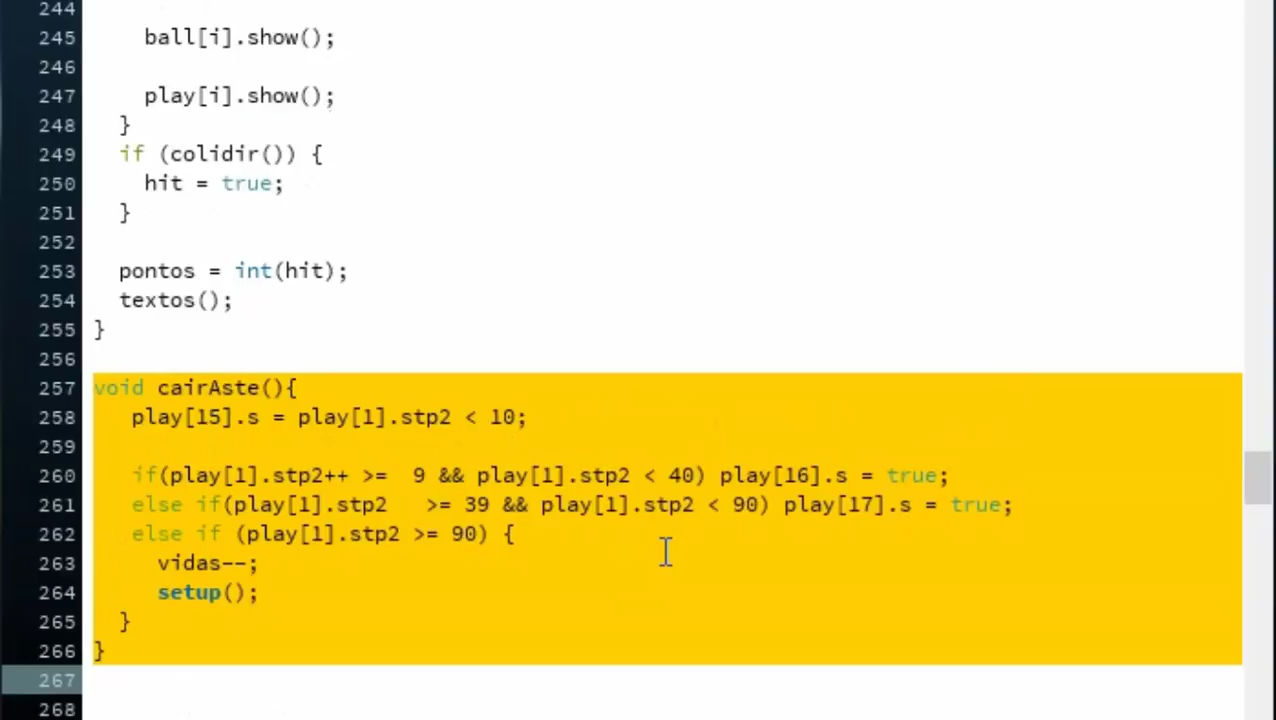 244
245 ball[i].show();
246
247 play[i].show();
248 }
249 if (colidir()) {
250 hit = true;
251 }
252
253 pontos = int(hit);
254 textos();
255 }
256
257 void cairAste(){
258 play[15].s = play[1].stp2 < 10;
259
260 if(play[1].stp2++ >=  9 && play[1].stp2 < 40) play[16].s = true;
261 else if(play[1].stp2   >= 39 && play[1].stp2 < 90) play[17].s = true;
262 else if (play[1].stp2 >= 90) {
263 vidas--;
264 setup();
265 }
266 }
267
268